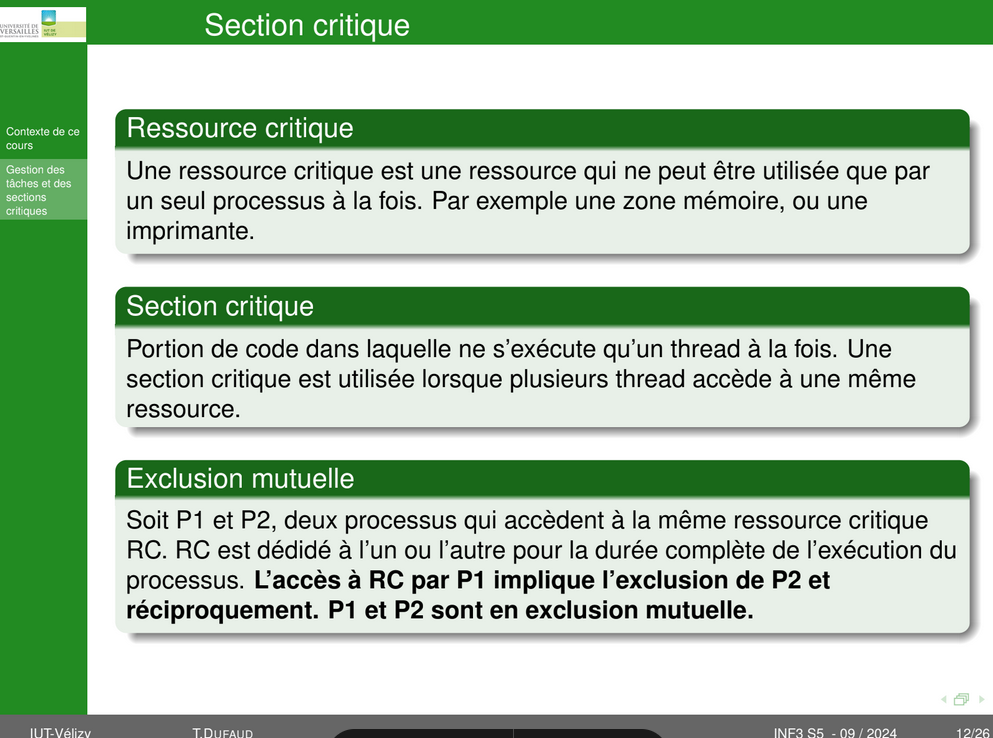 Section critique
UNIVERSITÉ DE
VERSAILLES
IUT DE
VÉLIZY
Contexte de ce
cours
Gestion des
tâches et des
sections
critiques
Ressource critique
Une ressource critique est une ressource qui ne peut être utilisée que par
un seul processus à la fois. Par exemple une zone mémoire, ou une
imprimante.
Section critique
Portion de code dans laquelle ne s'exécute qu'un thread à la fois. Une
section critique est utilisée lorsque plusieurs thread accède à une même
ressource.
Exclusion mutuelle
Soit P1 et P2, deux processus qui accèdent à la même ressource critique
RC. RC est dédidé à l'un ou l'autre pour la durée complète de l'exécution du
processus. L'accès à RC par P1 implique l'exclusion de P2 et
réciproquement. P1 et P2 sont en exclusion mutuelle.
IUT-Vélizy T.DUFAUD INF3 S5 - 09 / 2024 12/26